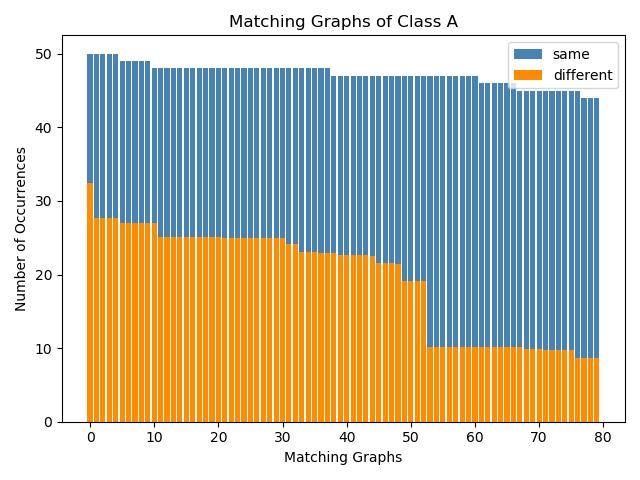 Matching Graphs of Class A
same
different
Number of Occurrences
50
40
30
20
10
0
0 10 20 30 40 50 60 70 80
Matching Graphs